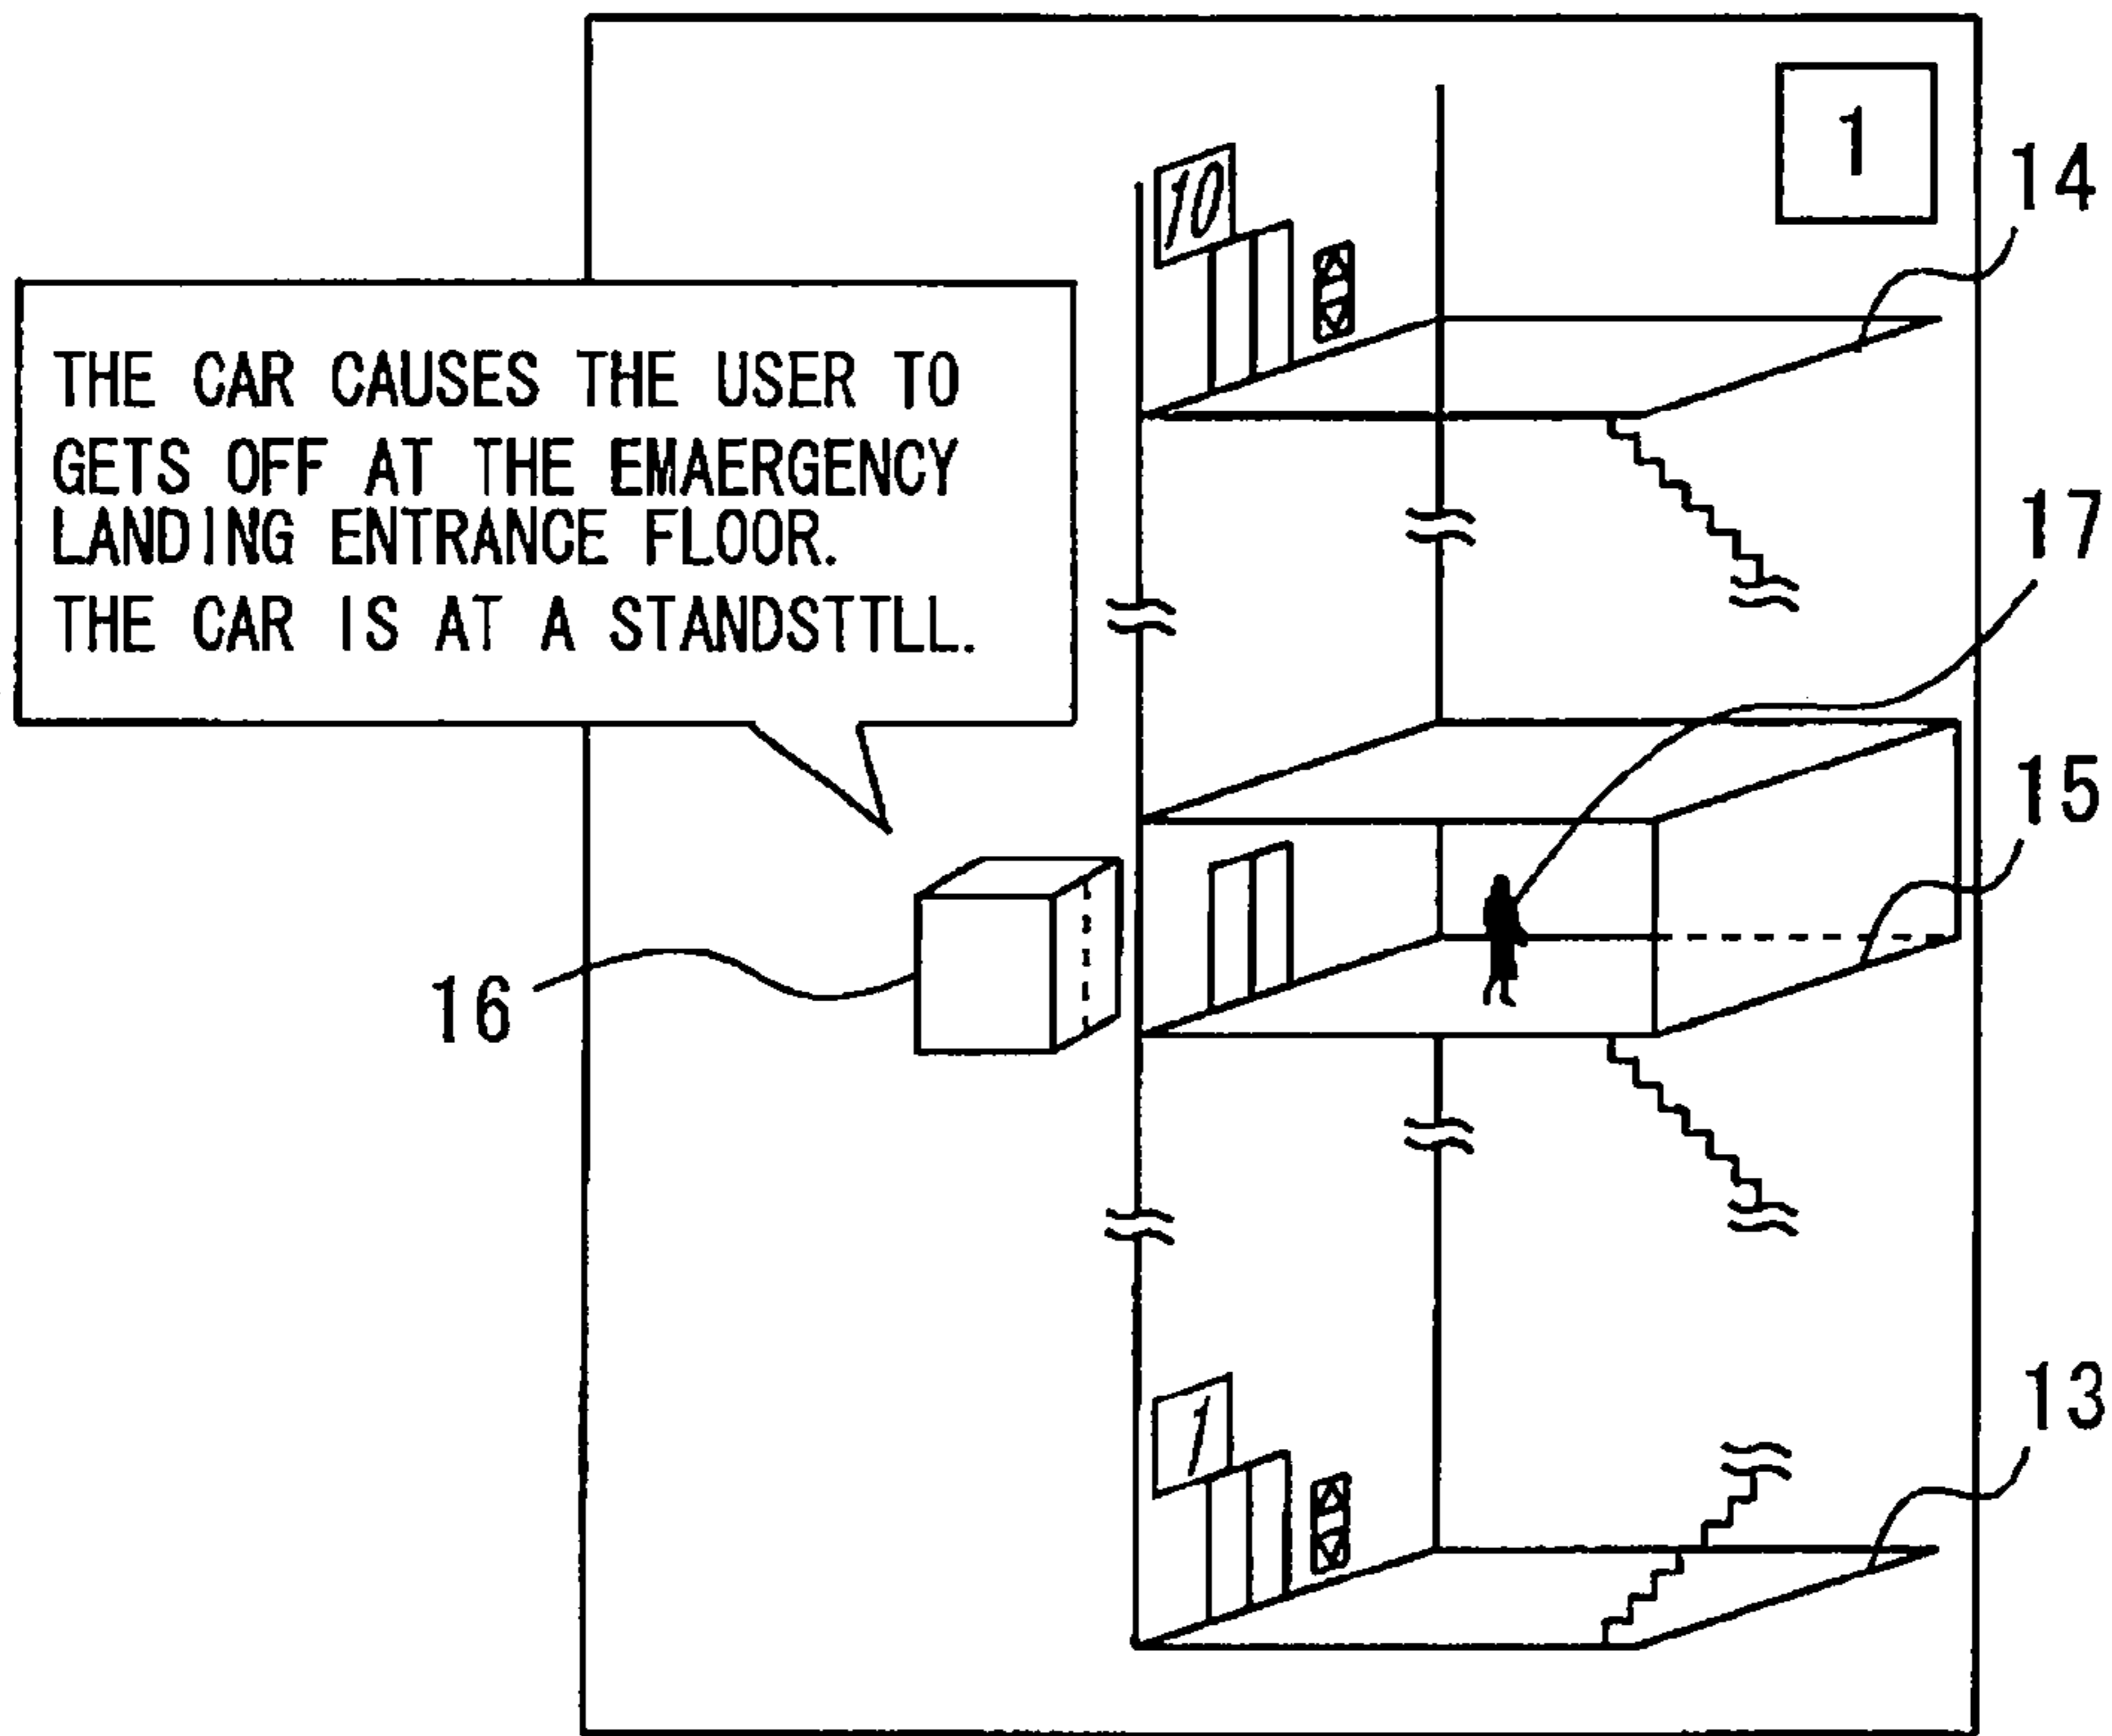 1
14
10
THE CAR CAUSES THE USER TO
GETS OFF AT THE EMAERGENCY
LANDING ENTRANCE FLOOR.
THE CAR IS AT A STANDSTTLL.
17
15
16
13
1